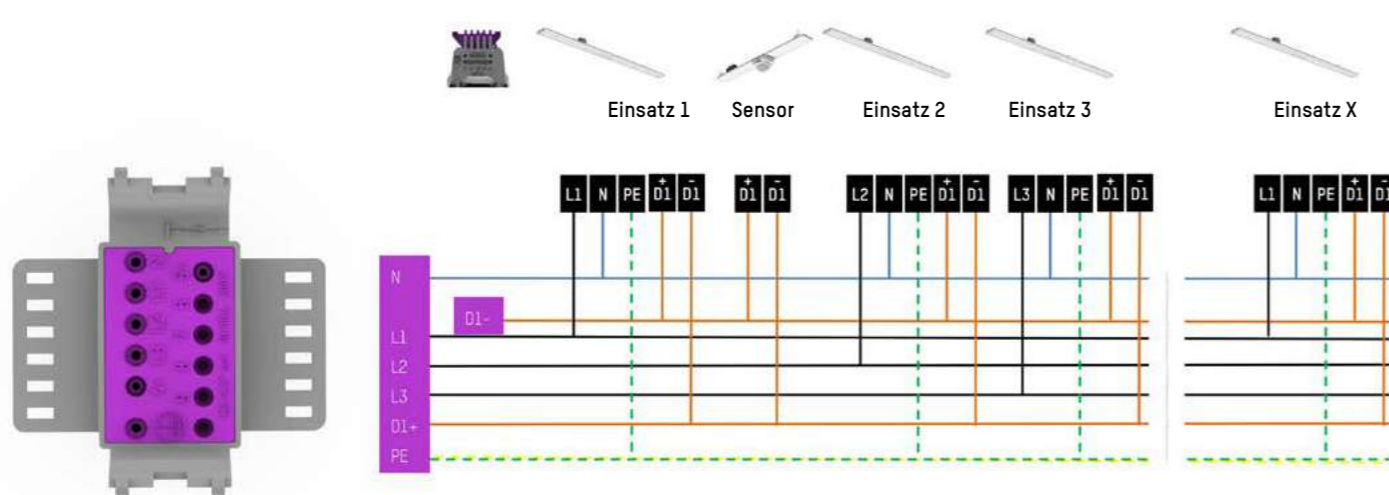 Einsatz 1 Sensor Einsatz 2 Einsatz 3 Einsatz X
L1 N PE +D1 -D1 +D1 -D1 L2 N PE +D1 -D1 L3 N PE +D1 -D1 L1 N PE +D1 -D1
N
D1-
L1
L2
L3
D1+
PE